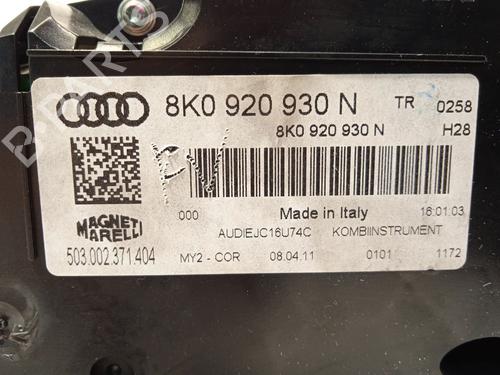 8K0 920 930 N TR 0258
8K0 920 930 N H28
PW
000 Made in Italy 16.01.03
MAGNETI
MARELLI
AUDIEJC16U74C KOMBIINSTRUMENT
503.002.371.404 MY2 - COR 08.04.11 0101 1172